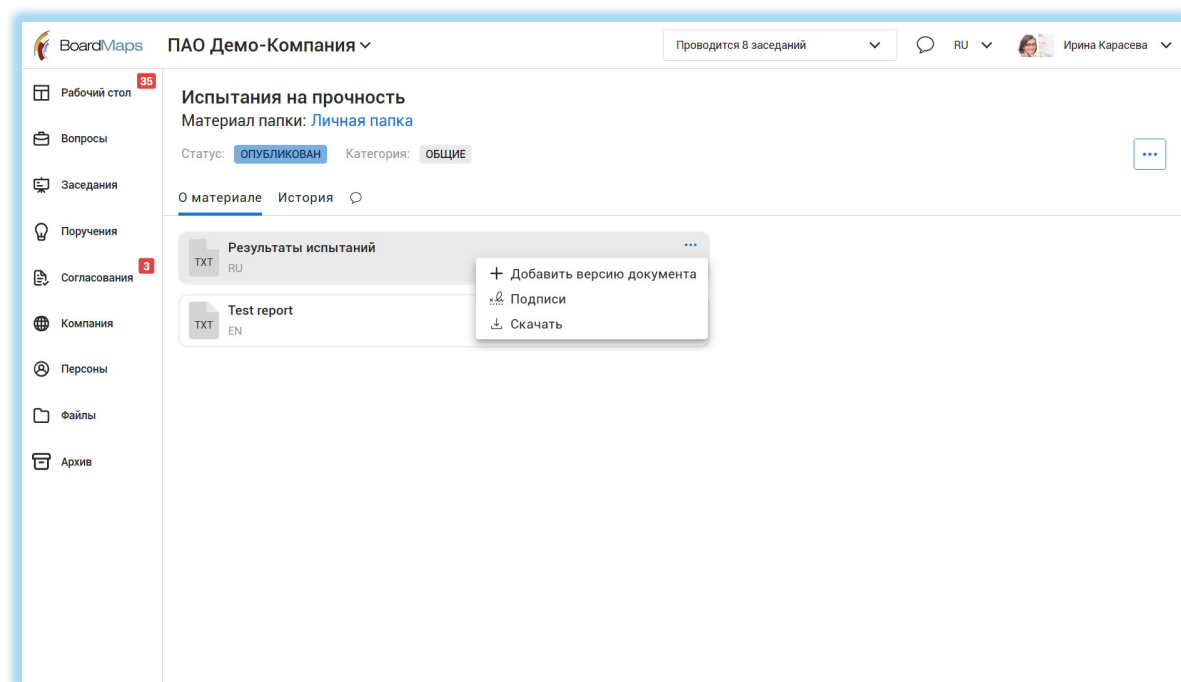 BoardMaps ПАО Демо-Компания Проводится 8 заседаний RU Ирина Карасева
Рабочий стол 35
Вопросы
Заседания
Поручения
Согласования 3
Компания
Персоны
Файлы
Архив
Испытания на прочность
Материал папки: Личная папка
Статус: ОПУБЛИКОВАН Категория: ОБЩИЕ
...
О материале История
TXT Результаты испытаний ...
RU
+ Добавить версию документа
Подписи
Скачать
TXT Test report
EN